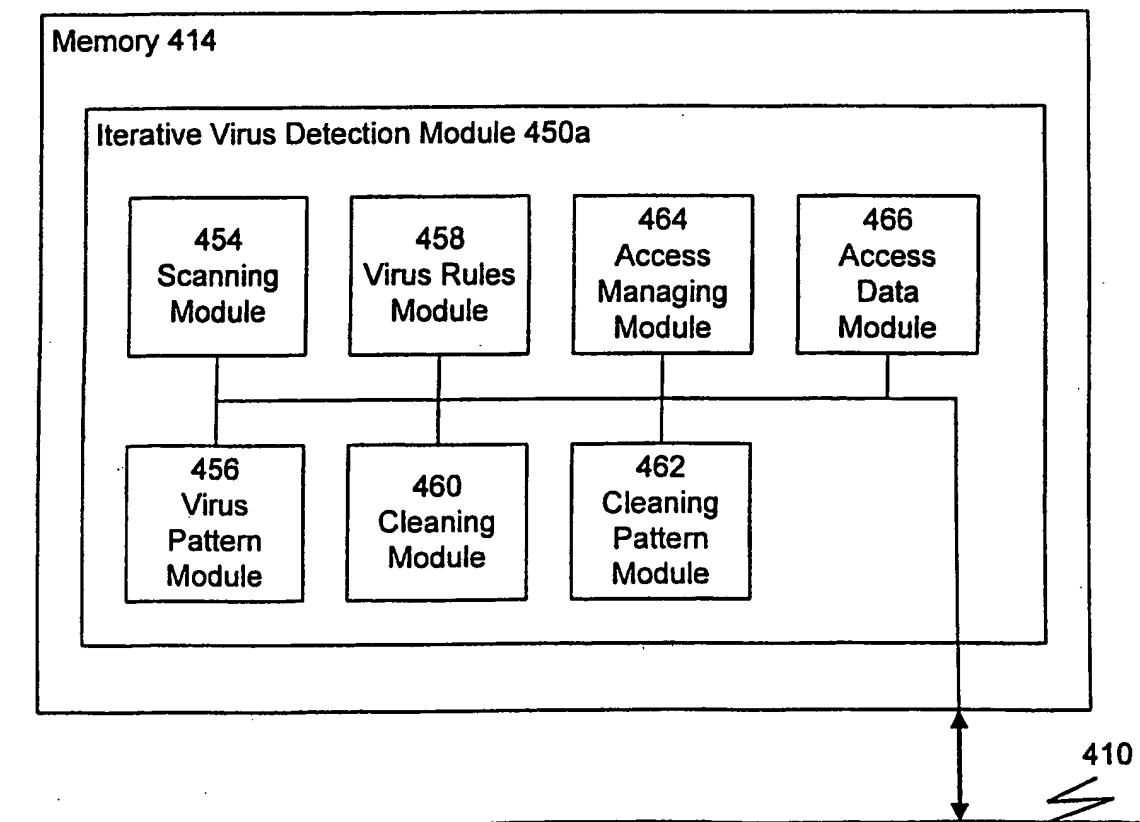 Memory 414
Iterative Virus Detection Module 450a
454
Scanning
Module
458
Virus Rules
Module
464
Access
Managing
Module
466
Access
Data
Module
456
Virus
Pattern
Module
460
Cleaning
Module
462
Cleaning
Pattern
Module
410